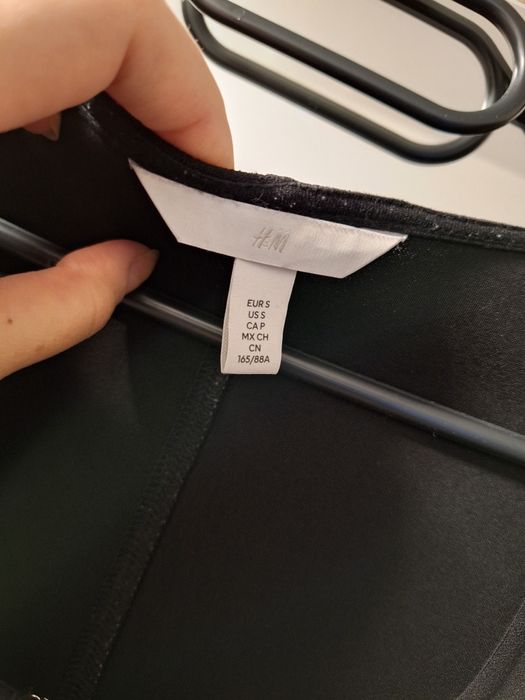 H&M
EUR S
US S
CA P
MX CH
CN
165/88A